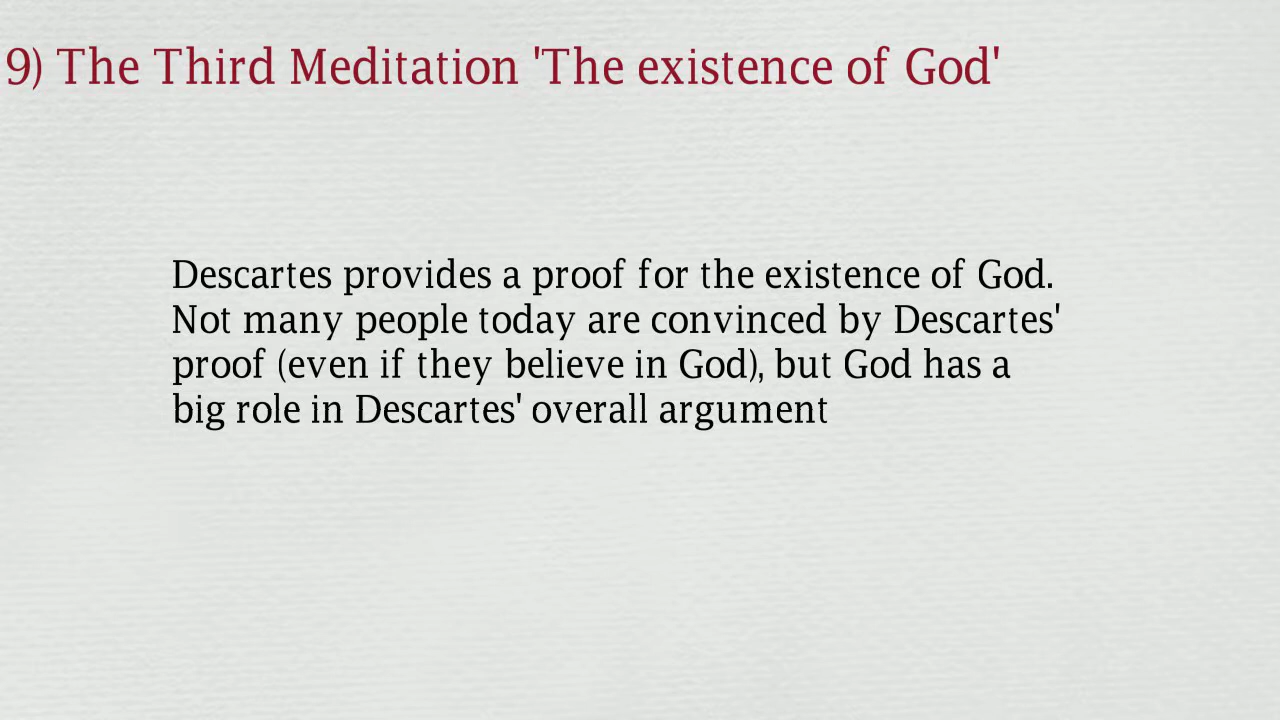 9) The Third Meditation 'The existence of God'
Descartes provides a proof for the existence of God.
Not many people today are convinced by Descartes'
proof (even if they believe in God), but God has a
big role in Descartes' overall argument